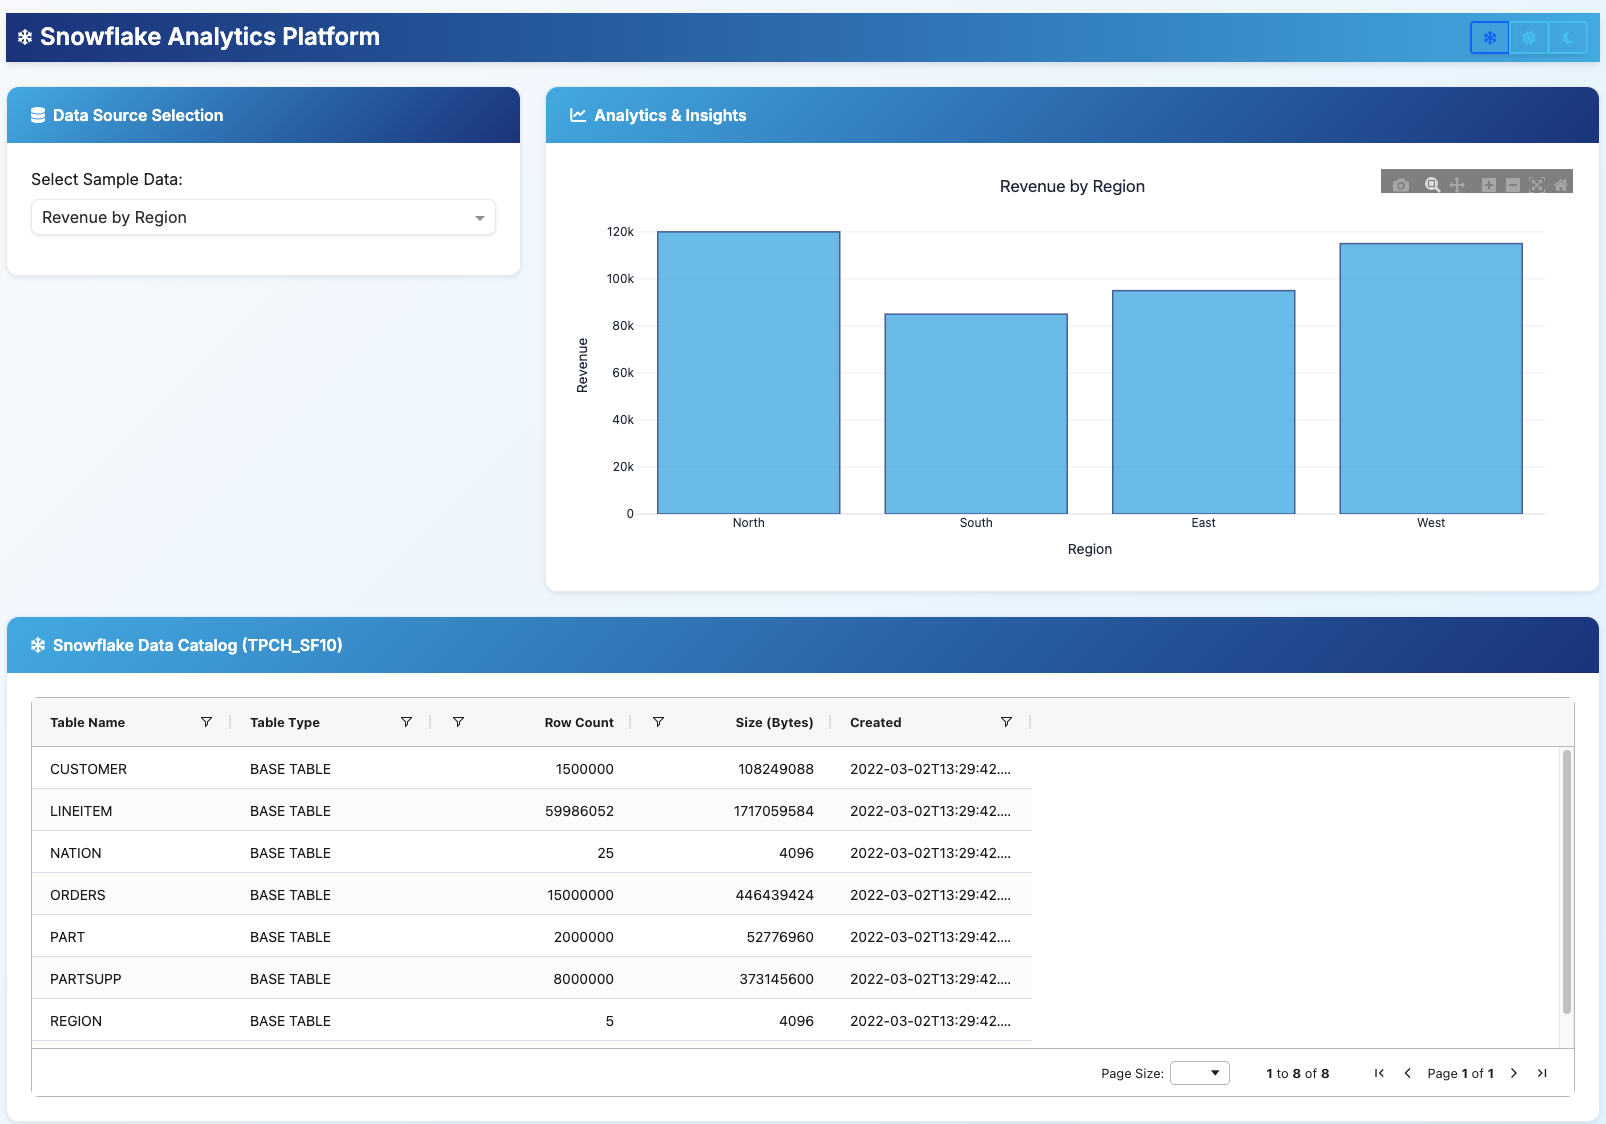 Snowflake Analytics Platform
Data Source Selection
Select Sample Data:
Revenue by Region
Analytics & Insights
Revenue by Region
120k
100k
80k
60k
40k
20k
0
Revenue
North South East West
Region
Snowflake Data Catalog (TPCH_SF10)
Table Name Table Type Row Count Size (Bytes) Created
CUSTOMER BASE TABLE 1500000 108249088 2022-03-02T13:29:42....
LINEITEM BASE TABLE 59986052 1717059584 2022-03-02T13:29:42....
NATION BASE TABLE 25 4096 2022-03-02T13:29:42....
ORDERS BASE TABLE 15000000 446439424 2022-03-02T13:29:42....
PART BASE TABLE 2000000 52776960 2022-03-02T13:29:42....
PARTSUPP BASE TABLE 8000000 373145600 2022-03-02T13:29:42....
REGION BASE TABLE 5 4096 2022-03-02T13:29:42....
Page Size: 1 to 8 of 8 Page 1 of 1